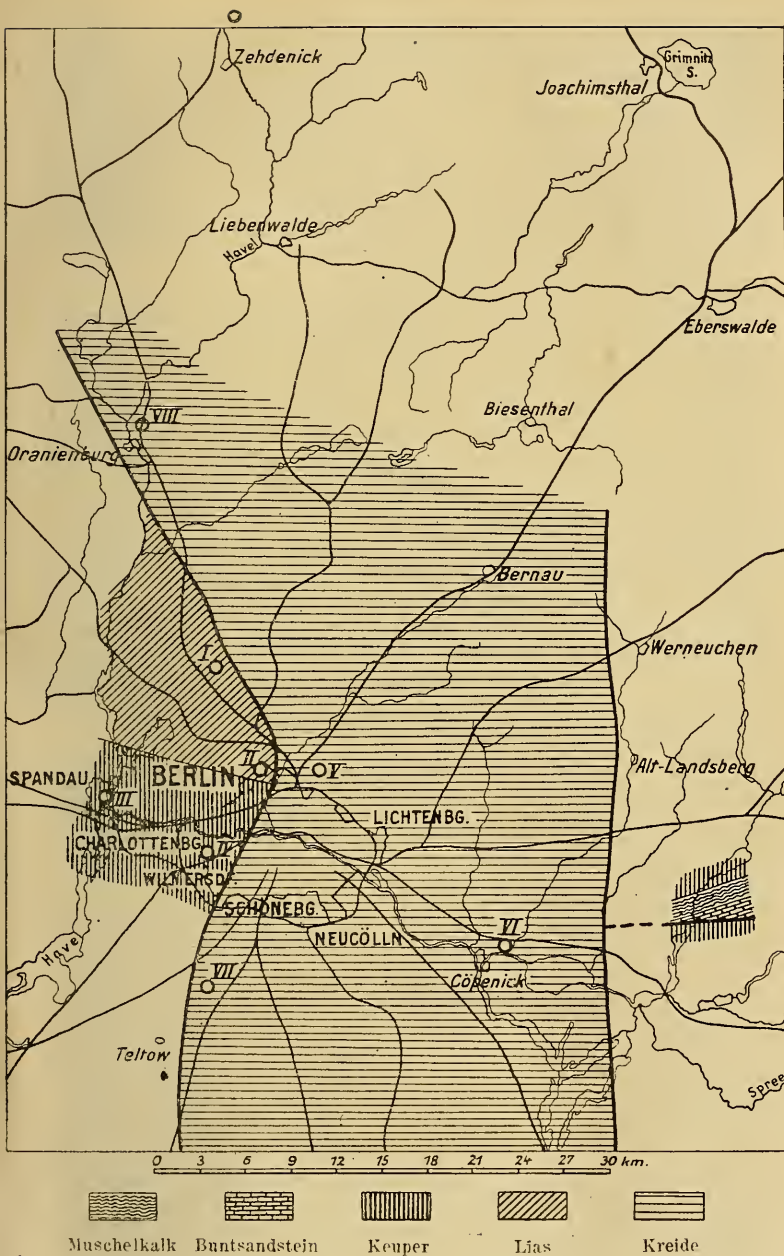 Zehdenick
Grimnitz
S.
Joachimsthal
Liebenwalde
Havel
Eberswalde
VIII
Biesenthal
Oranienburg
Bernau
I
Werneuchen
II
BERLIN
V
Alt-Landsberg
SPANDAU
III
LICHTENBG.
CHARLOTTENBG.
IV
WILMERSDF.
SCHÖNEBG.
NEUCÖLLN
VI
Havel
VII
Cöpenick
Teltow
Spree
0 3 6 9 12 15 18 21 24 27 30 km.
Muschelkalk Buntsandstein Keuper Lias Kreide